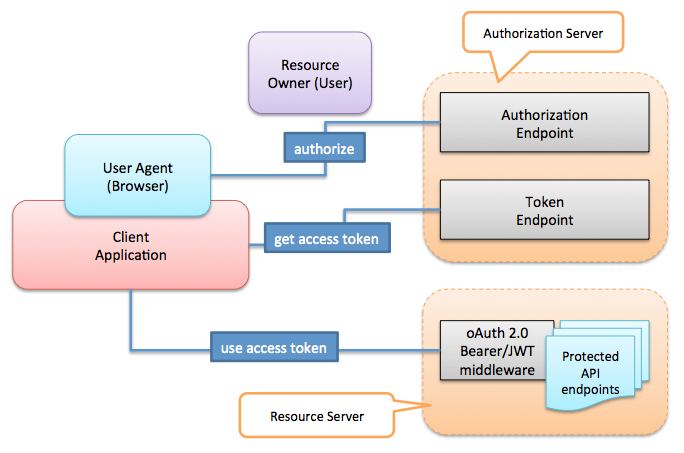 Authorization Server
Resource
Owner (User)
Authorization
Endpoint
authorize
User Agent
(Browser)
Token
Endpoint
Client
Application
get access token
use access token
oAuth 2.0
Bearer/JWT
middleware
Protected
API
endpoints
Resource Server